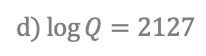 d) log Q = 2127